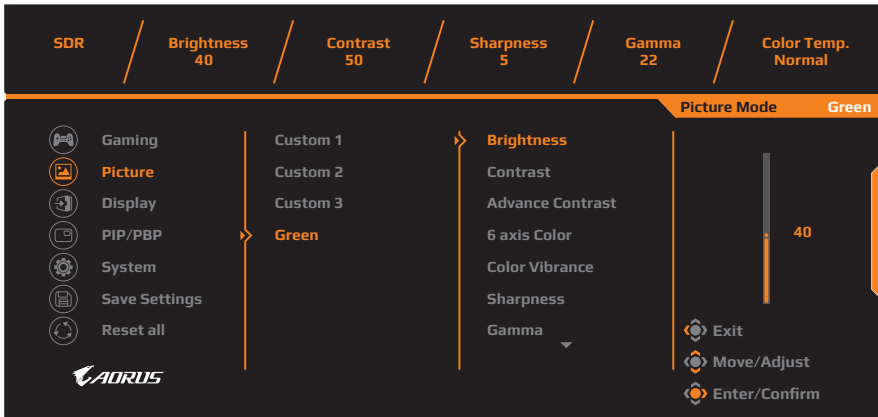 SDR
Brightness
40
Contrast
50
Sharpness
5
Gamma
22
Color Temp.
Normal
Picture Mode Green
Gaming
Picture
Display
PIP/PBP
System
Save Settings
Reset all
Custom 1
Custom 2
Custom 3
Green
Brightness
Contrast
Advance Contrast
6 axis Color
Color Vibrance
Sharpness
Gamma
40
Exit
Move/Adjust
Enter/Confirm
AORUS